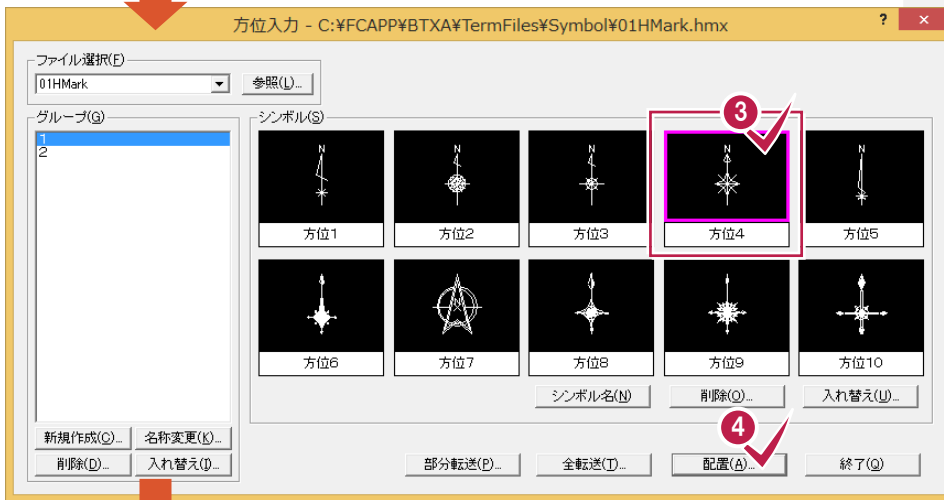 方位入力 - C:¥FCAPP¥BTXA¥TermFiles¥Symbol¥01HMark.hmx ? ×
ファイル選択(F)
01HMark 参照(L)...
グループ(G)
1
2
シンボル(S)
3
N N N N N
方位1 方位2 方位3 方位4 方位5
N
方位6 方位7 方位8 方位9 方位10
シンボル名(N) 削除(O)... 入れ替え(U)...
新規作成(C)... 名称変更(K)...
4
削除(D)... 入れ替え(I)... 部分転送(P)... 全転送(T)... 配置(A)... 終了(Q)